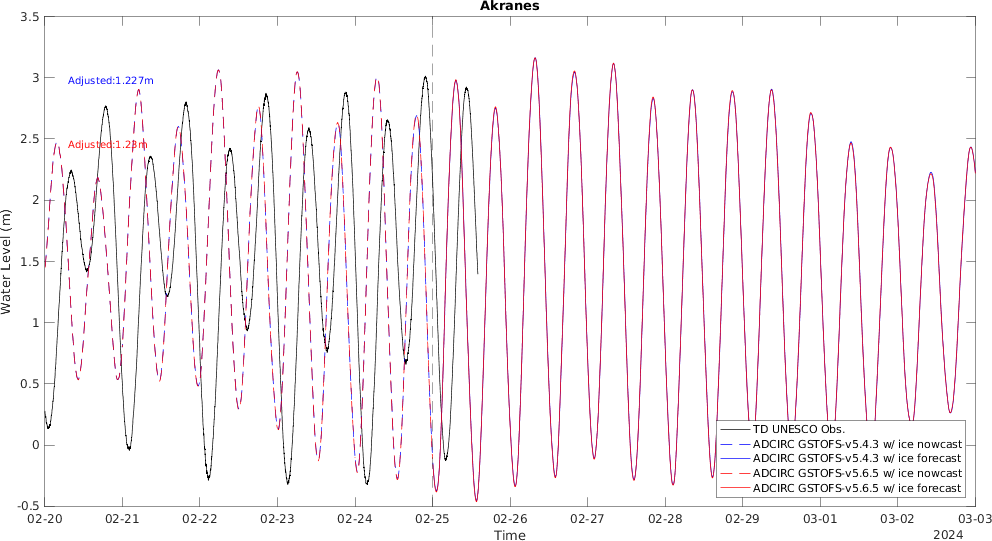 Akranes
3.5
3
2.5
2
1.5
1
0.5
0
-0.5
Water Level (m)
Adjusted:1.227m
Adjusted:1.23m
TD UNESCO Obs.
ADCIRC GSTOFS-v5.4.3 w/ ice nowcast
ADCIRC GSTOFS-v5.4.3 w/ ice forecast
ADCIRC GSTOFS-v5.6.5 w/ ice nowcast
ADCIRC GSTOFS-v5.6.5 w/ ice forecast
02-20 02-21 02-22 02-23 02-24 02-25 02-26 02-27 02-28 02-29 03-01 03-02 03-03
Time
2024